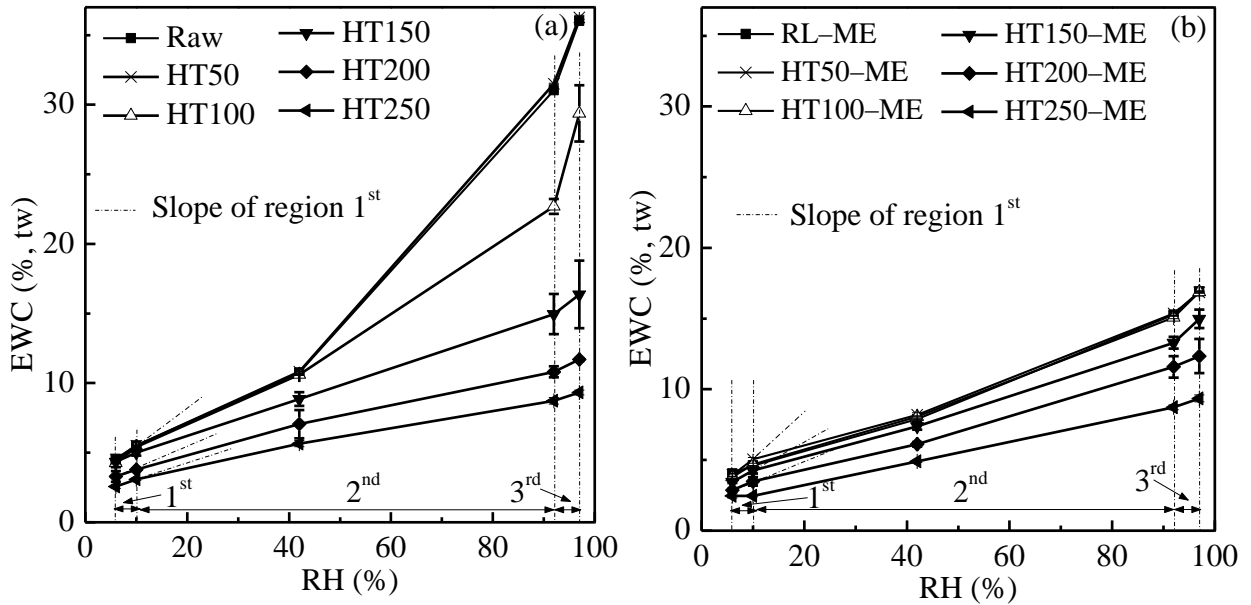 (a)
Raw
HT50
HT100
HT150
HT200
HT250
Slope of region 1st
EWC (%, tw)
30
20
10
0
1st
2nd
3rd
0 20 40 60 80 100
RH (%)
(b)
RL–ME
HT50–ME
HT100–ME
HT150–ME
HT200–ME
HT250–ME
Slope of region 1st
EWC (%, tw)
30
20
10
0
1st
2nd
3rd
0 20 40 60 80 100
RH (%)